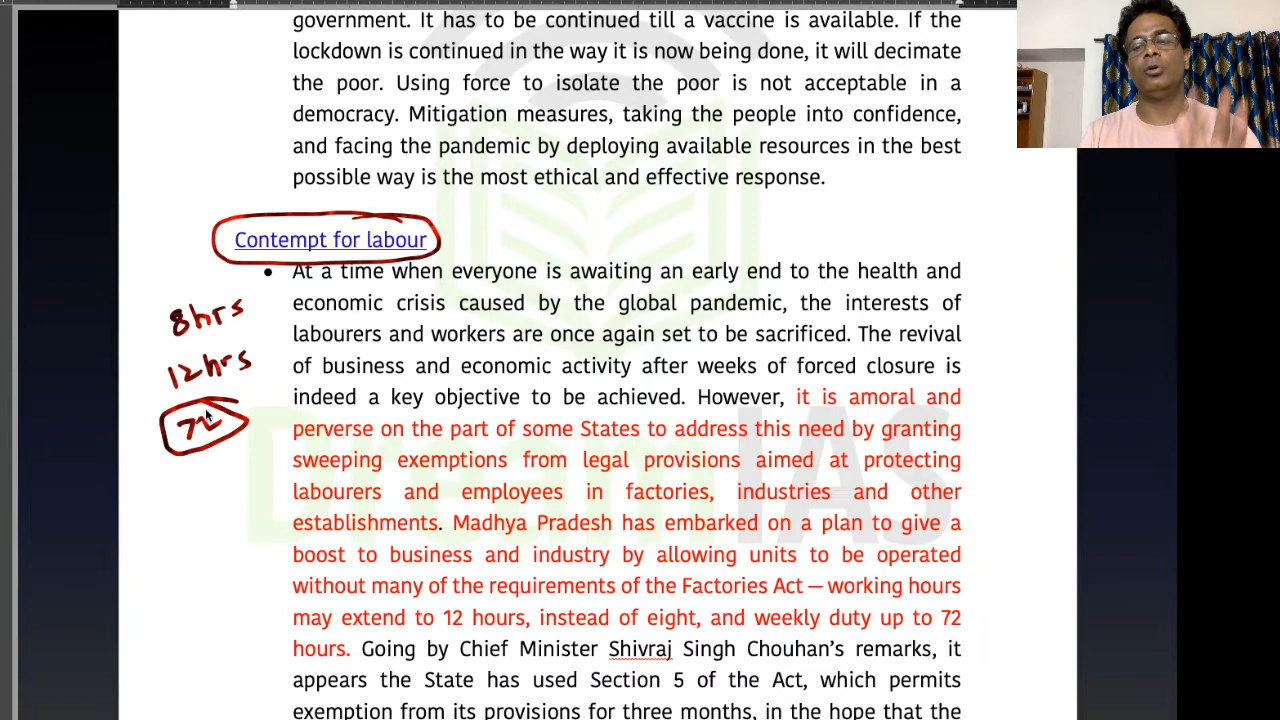 government. It has to be continued till a vaccine is available. If the
lockdown is continued in the way it is now being done, it will decimate
the poor. Using force to isolate the poor is not acceptable in a
democracy. Mitigation measures, taking the people into confidence,
and facing the pandemic by deploying available resources in the best
possible way is the most ethical and effective response.
Contempt for labour
• At a time when everyone is awaiting an early end to the health and
economic crisis caused by the global pandemic, the interests of
labourers and workers are once again set to be sacrificed. The revival
of business and economic activity after weeks of forced closure is
indeed a key objective to be achieved. However, it is amoral and
perverse on the part of some States to address this need by granting
sweeping exemptions from legal provisions aimed at protecting
labourers and employees in factories, industries and other
establishments. Madhya Pradesh has embarked on a plan to give a
boost to business and industry by allowing units to be operated
without many of the requirements of the Factories Act — working hours
may extend to 12 hours, instead of eight, and weekly duty up to 72
hours. Going by Chief Minister Shivraj Singh Chouhan's remarks, it
appears the State has used Section 5 of the Act, which permits
exemption from its provisions for three months, in the hope that the
8hrs
12hrs
72
DreamIAS